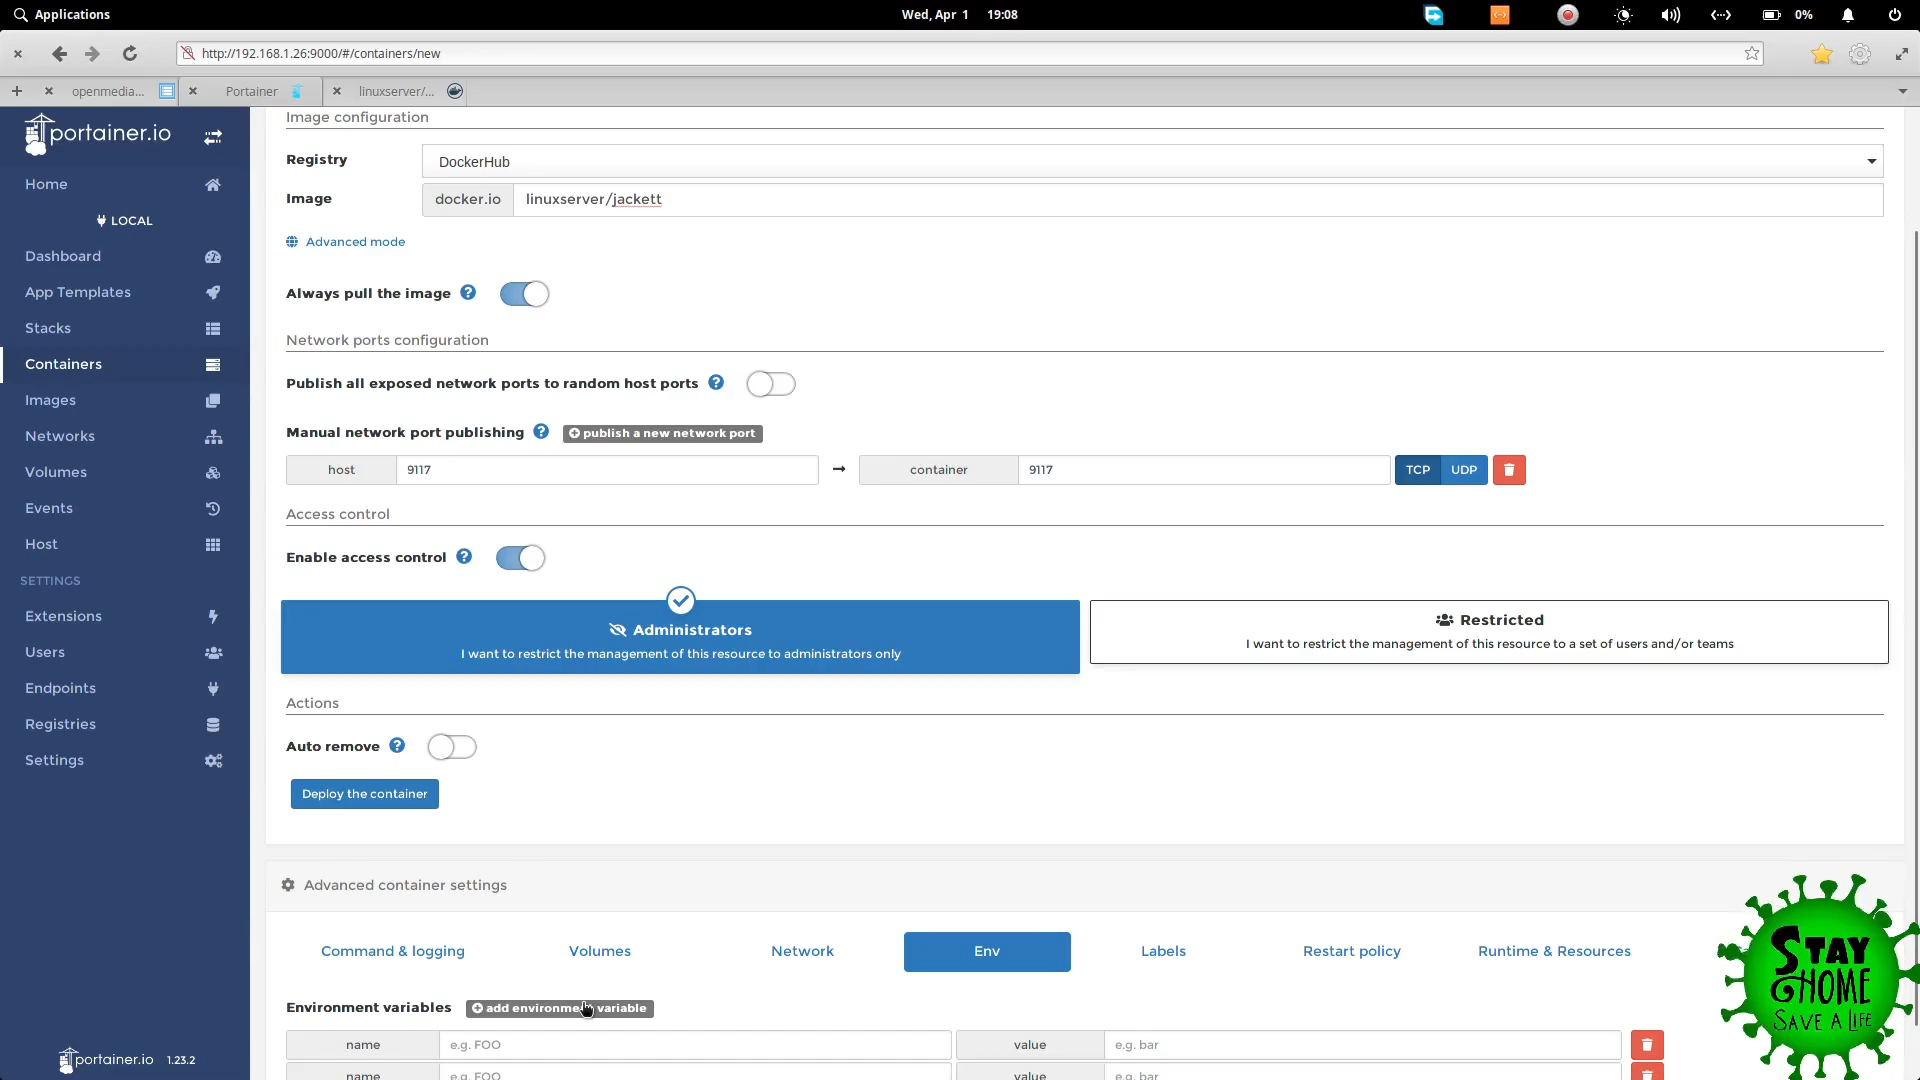 Applications
Wed, Apr 1 19:08
0%
http://192.168.1.26:9000/#/containers/new
openmedia...
Portainer
linuxserver/...
portainer.io
Home
LOCAL
Dashboard
App Templates
Stacks
Containers
Images
Networks
Volumes
Events
Host
SETTINGS
Extensions
Users
Endpoints
Registries
Settings
portainer.io 1.23.2
Image configuration
Registry
DockerHub
Image
docker.io
linuxserver/jackett
Advanced mode
Always pull the image
Network ports configuration
Publish all exposed network ports to random host ports
Manual network port publishing
publish a new network port
host
9117
container
9117
TCP
UDP
Access control
Enable access control
Administrators
I want to restrict the management of this resource to administrators only
Restricted
I want to restrict the management of this resource to a set of users and/or teams
Actions
Auto remove
Deploy the container
Advanced container settings
Command & logging
Volumes
Network
Env
Labels
Restart policy
Runtime & Resources
Environment variables
add environment variable
name
e.g. FOO
value
e.g. bar
name
e.g. FOO
value
e.g. bar
STAY
@HOME
SAVE A LIFE